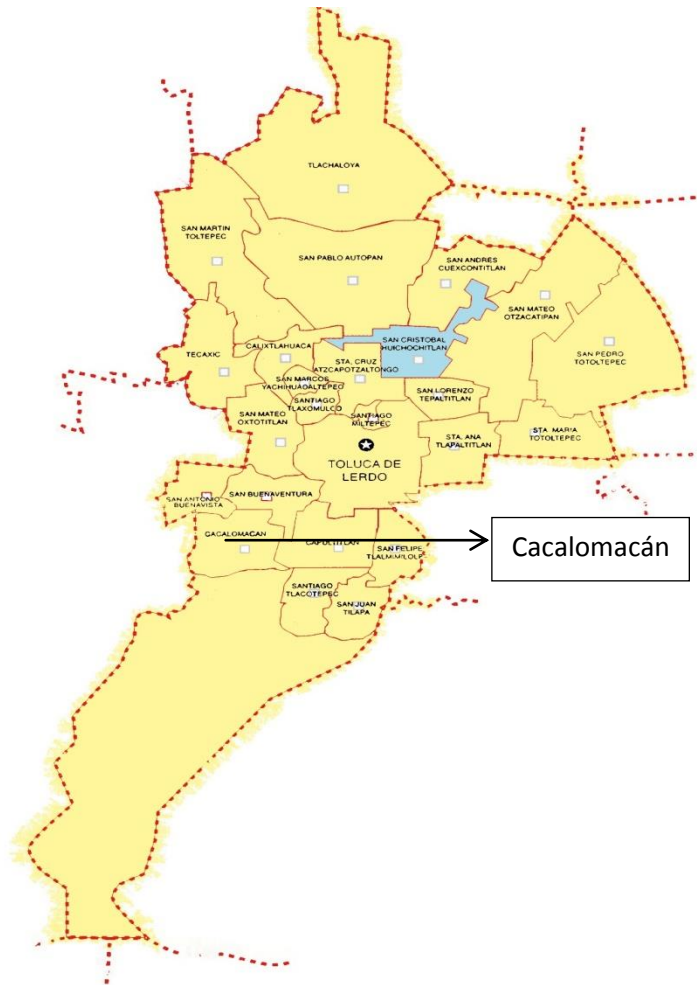 TLACHALOYA
SAN MARTIN
TOLTEPEC
SAN PABLO AUTOPAN
SAN ANDRES
CUEXCONTITLAN
SAN MATEO
OTZACATIPAN
SAN CRISTOBAL
HUICHOCHITLAN
SAN PEDRO
TOTOLTEPEC
TECAXIC
CALIXTLAHUACA
STA. CRUZ
ATZCAPOTZALTONGO
SAN MARCOS
YACHIHUACALTEPEC
SANTIAGO
TLAXOMULCO
SAN LORENZO
TEPALTITLAN
SAN MATEO
OXTOTITLAN
SANTIAGO
MILTEPEC
STA. ANA
TLAPALTITLAN
STA. MARIA
TOTOLTEPEC
TOLUCA DE
LERDO
SAN ANTONIO
BUENAVISTA
SAN BUENAVENTURA
CACALOMACAN
CAPULTITLAN
SAN FELIPE
Cacalomacán
SANTIAGO
TLACOTEPEC
SAN JUAN
TILAPA